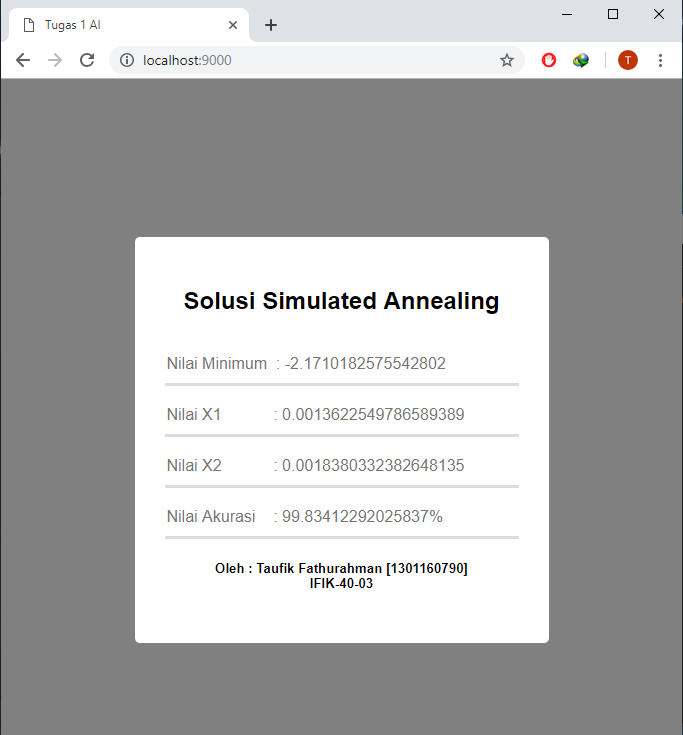 Tugas 1 AI
localhost:9000
T
Solusi Simulated Annealing
Nilai Minimum : -2.1710182575542802
Nilai X1 : 0.0013622549786589389
Nilai X2 : 0.0018380332382648135
Nilai Akurasi : 99.83412292025837%
Oleh : Taufik Fathurahman [1301160790]
IFIK-40-03